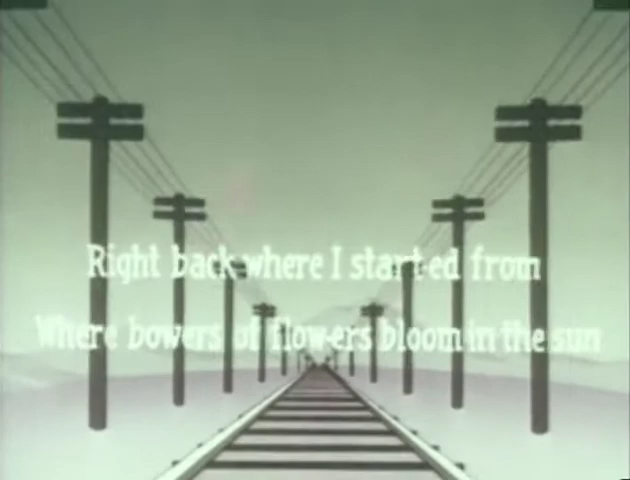 Right back where I start-ed from
Where bowers of flow-ers bloom in the sun